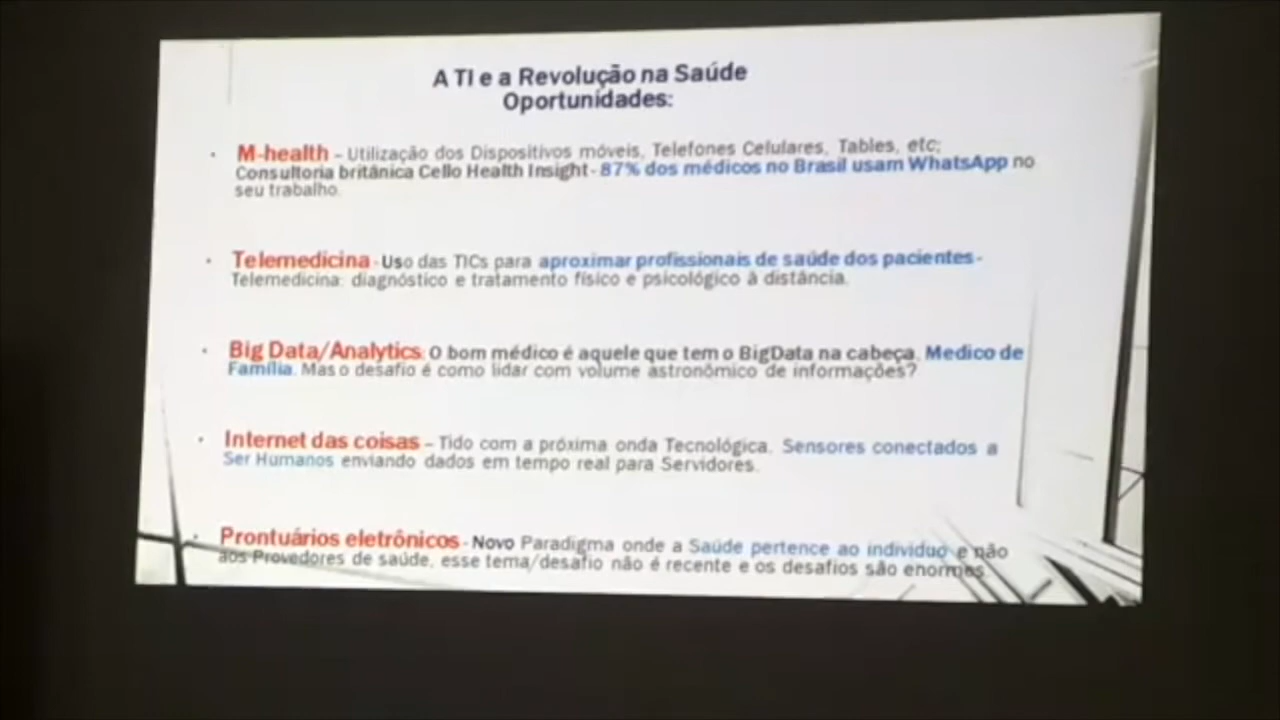 A TI e a Revolução na Saúde
Oportunidades:
• M-health – Utilização dos Dispositivos móveis, Telefones Celulares, Tables, etc;
Consultoria britânica Cello Health Insight- 87% dos médicos no Brasil usam WhatsApp no
seu trabalho.
• Telemedicina - Uso das TICs para aproximar profissionais de saúde dos pacientes-
Telemedicina: diagnóstico e tratamento físico e psicológico à distância.
• Big Data/Analytics. O bom médico é aquele que tem o BigData na cabeça. Medico de
Família. Mas o desafio é como lidar com volume astronômico de informações?
• Internet das coisas – Tido com a próxima onda Tecnológica. Sensores conectados a
Ser Humanos enviando dados em tempo real para Servidores.
• Prontuários eletrônicos - Novo Paradigma onde a Saúde pertence ao individuo e não
aos Provedores de saúde, esse tema/desafio não é recente e os desafios são enormes.